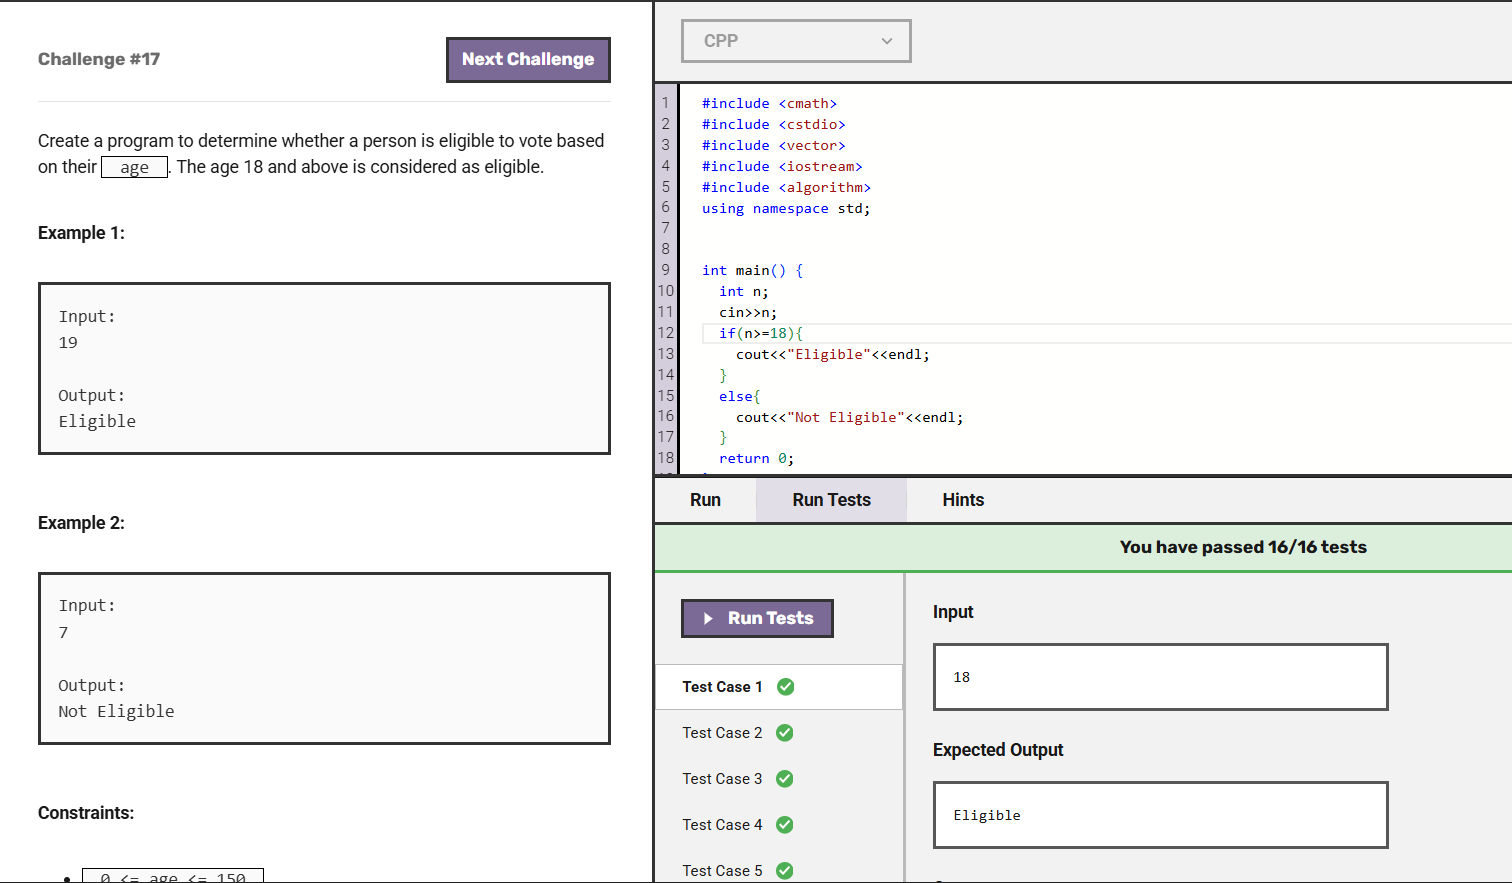 Challenge #17
Next Challenge
Create a program to determine whether a person is eligible to vote based
on their age . The age 18 and above is considered as eligible.
Example 1:
Input:
19
Output:
Eligible
Example 2:
Input:
7
Output:
Not Eligible
Constraints:
0 <= age <= 150
CPP
1 #include <cmath>
2 #include <cstdio>
3 #include <vector>
4 #include <iostream>
5 #include <algorithm>
6 using namespace std;
7
8
9 int main() {
10 int n;
11 cin>>n;
12 if(n>=18){
13 cout<<"Eligible"<<endl;
14 }
15 else{
16 cout<<"Not Eligible"<<endl;
17 }
18 return 0;
Run Run Tests Hints
You have passed 16/16 tests
Run Tests
Test Case 1
Test Case 2
Test Case 3
Test Case 4
Test Case 5
Input
18
Expected Output
Eligible